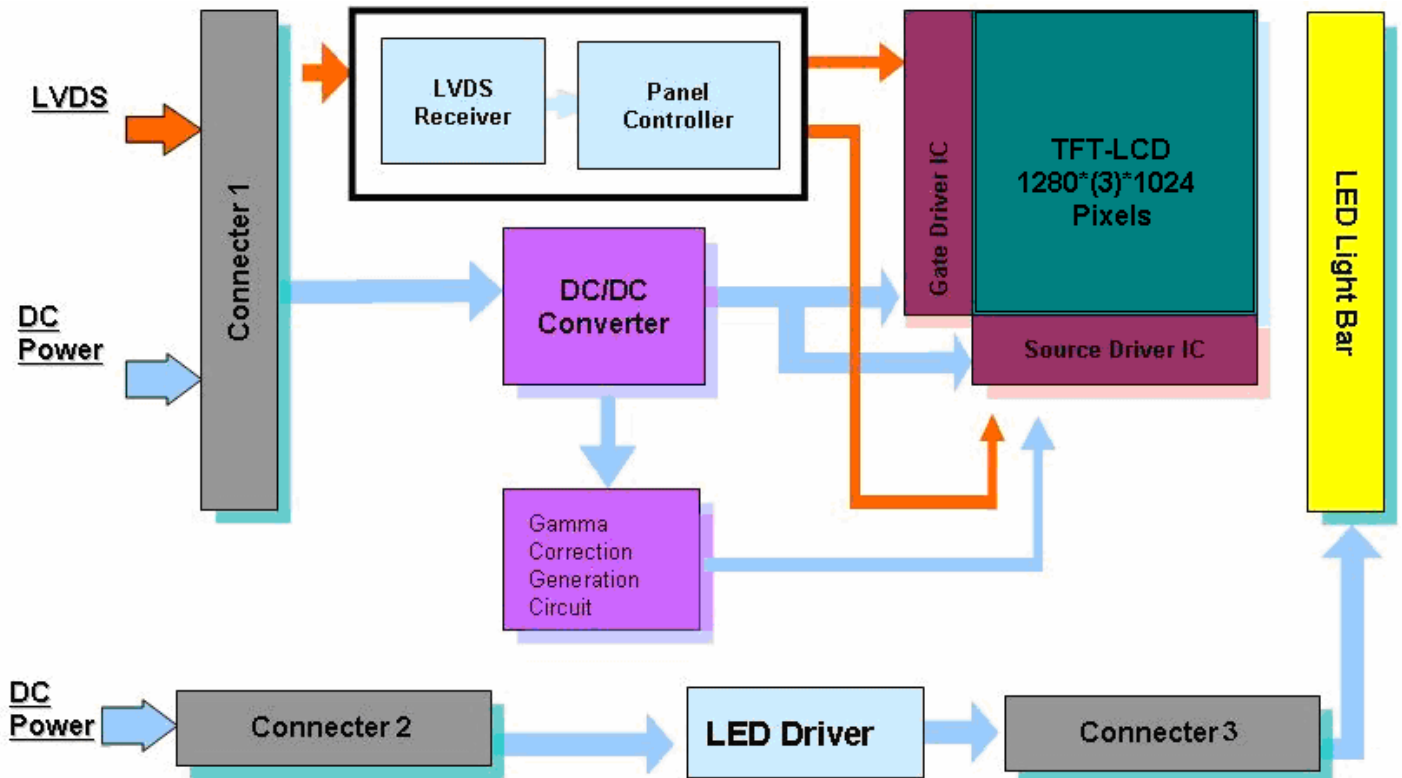 LVDS
DC
Power
Connecter 1
LVDS
Receiver
Panel
Controller
DC/DC
Converter
Gamma
Correction
Generation
Circuit
Gate Driver IC
TFT-LCD
1280*(3)*1024
Pixels
Source Driver IC
LED Light Bar
DC
Power
Connecter 2
LED Driver
Connecter 3